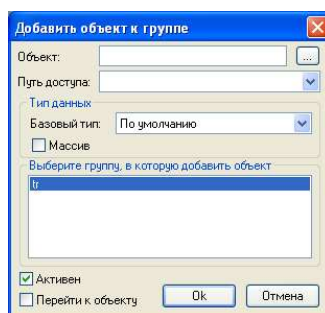 Добавить объект к группе
Объект:
...
Путь доступа:
Тип данных
Базовый тип: По умолчанию
Массив
Выберите группу, в которую добавить объект
tr
Активен
Перейти к объекту
Ok
Отмена